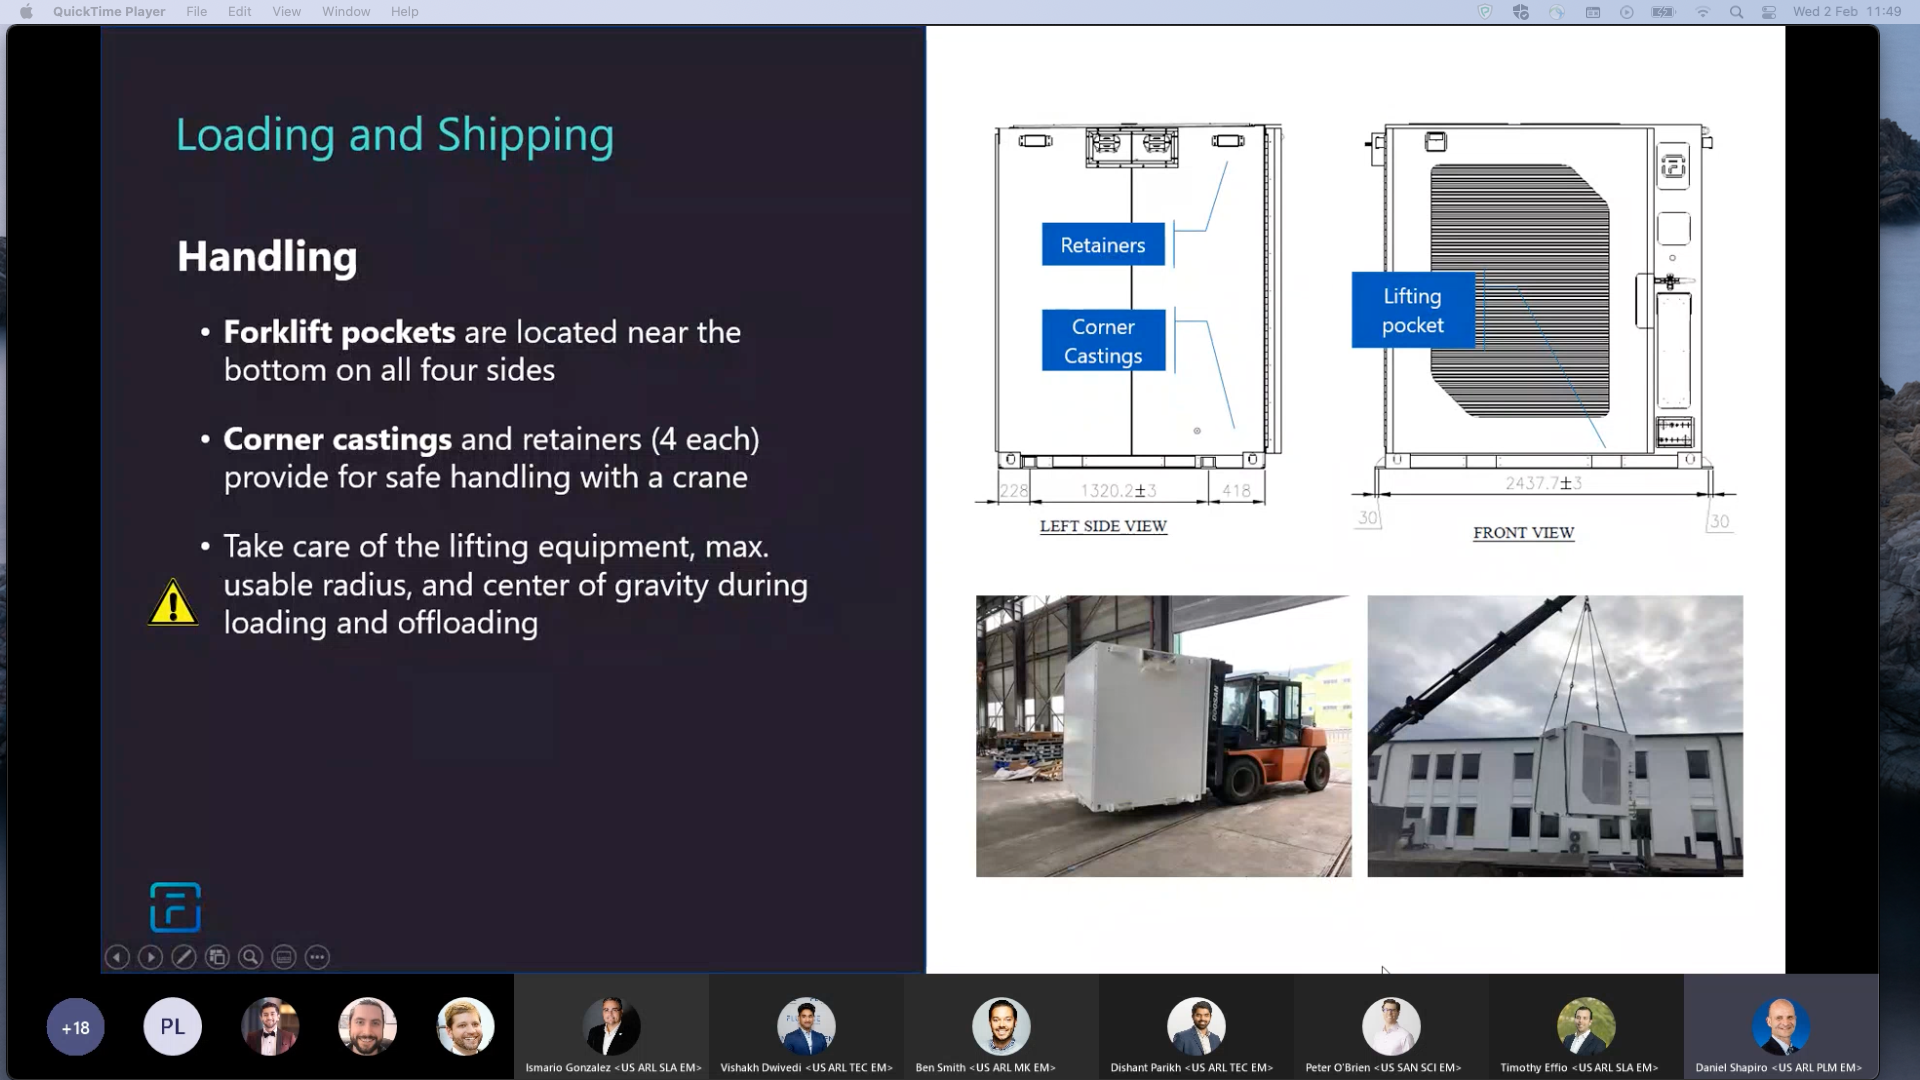 QuickTime Player File Edit View Window Help
Wed 2 Feb 11:49
Loading and Shipping
Handling
• Forklift pockets are located near the
bottom on all four sides
• Corner castings and retainers (4 each)
provide for safe handling with a crane
• Take care of the lifting equipment, max.
usable radius, and center of gravity during
loading and offloading
Retainers
Corner
Castings
228 1320.2±3 418
LEFT SIDE VIEW
Lifting
pocket
2437.7±3
30 30
FRONT VIEW
DOOSAN
+18
PL
Ismario Gonzalez <US ARL SLA EM>
Vishakh Dwivedi <US ARL TEC EM>
Ben Smith <US ARL MK EM>
Dishant Parikh <US ARL TEC EM>
Peter O'Brien <US SAN SCI EM>
Timothy Effio <US ARL SLA EM>
Daniel Shapiro <US ARL PLM EM>